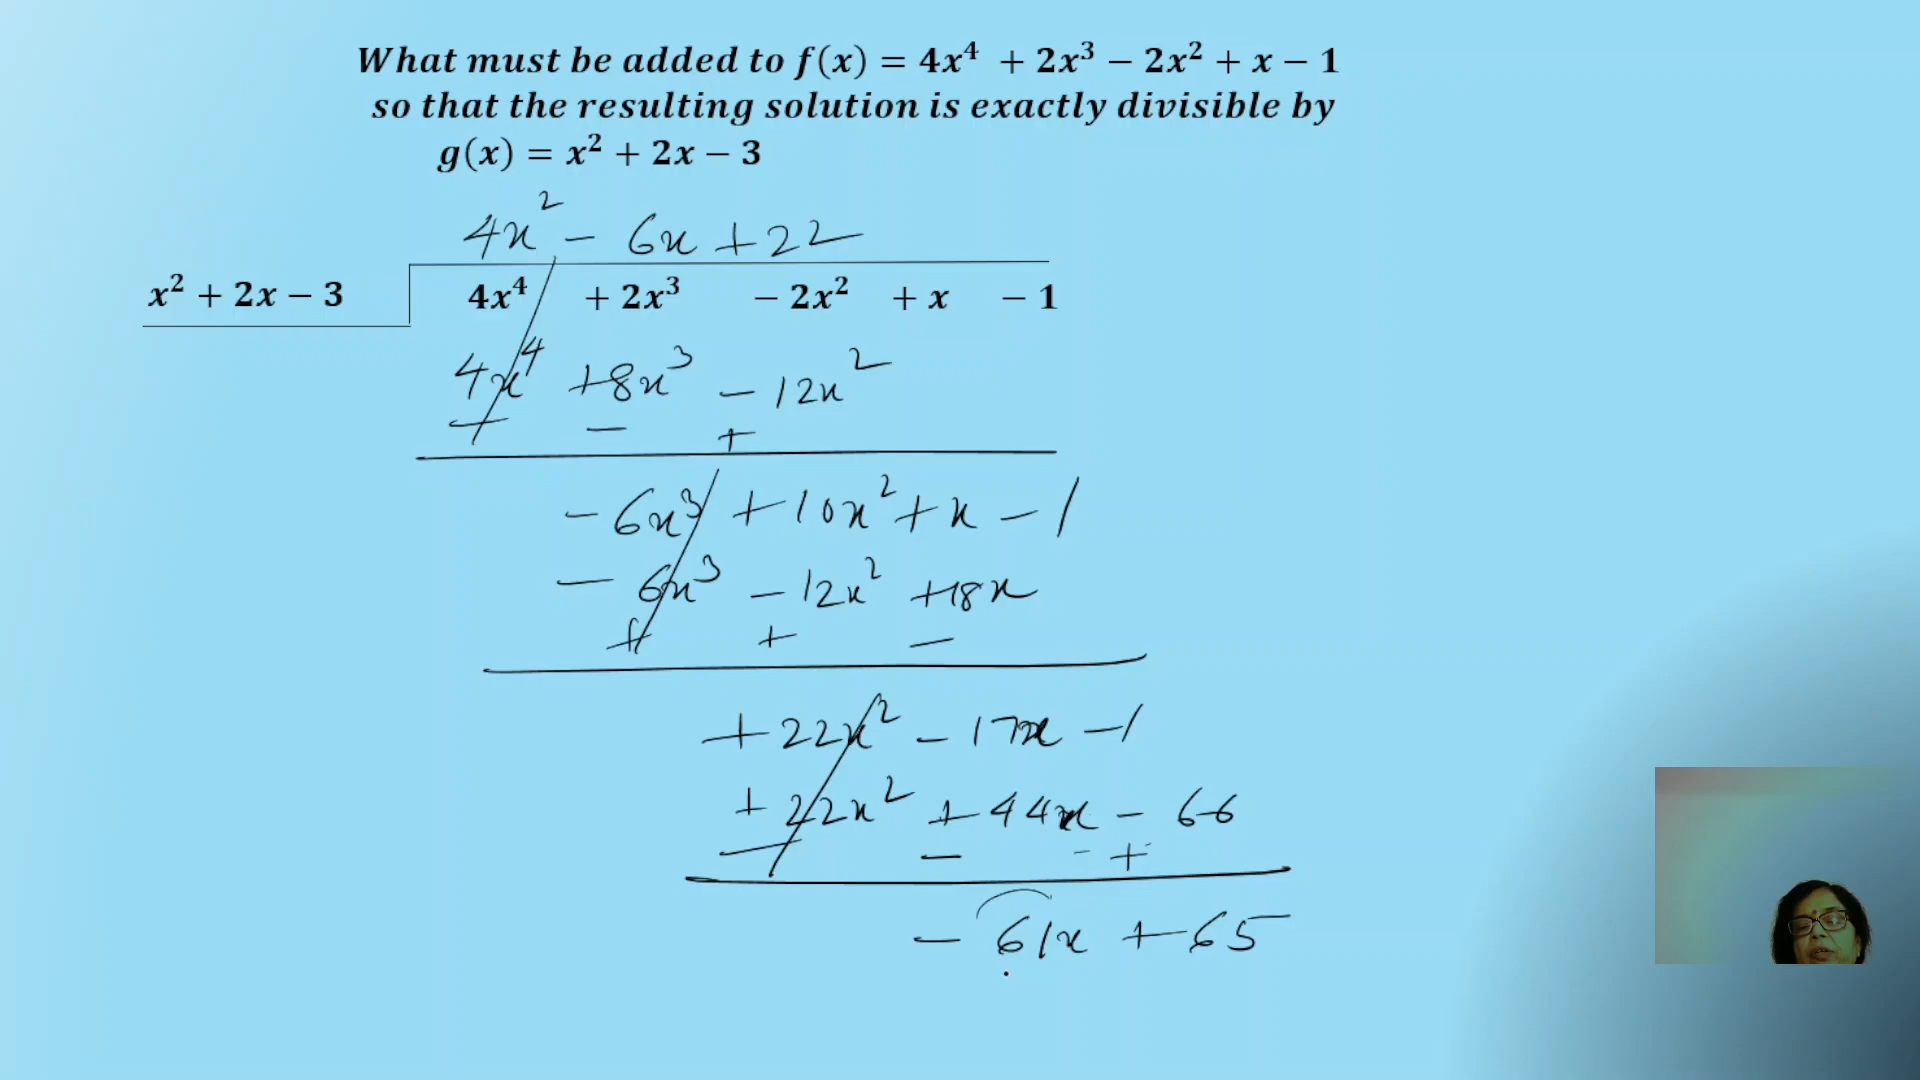 What must be added to f(x) = 4x⁴ + 2x³ − 2x² + x − 1
so that the resulting solution is exactly divisible by
g(x) = x² + 2x − 3
4x² − 6x + 22
x² + 2x − 3 4x⁴ + 2x³ − 2x² + x − 1
4x⁴ + 8x³ − 12x²
− − +
− 6x³ + 10x² + x − 1
− 6x³ − 12x² + 18x
+ + −
+ 22x² − 17x − 1
+ 22x² + 44x − 66
− − − +
− 61x + 65